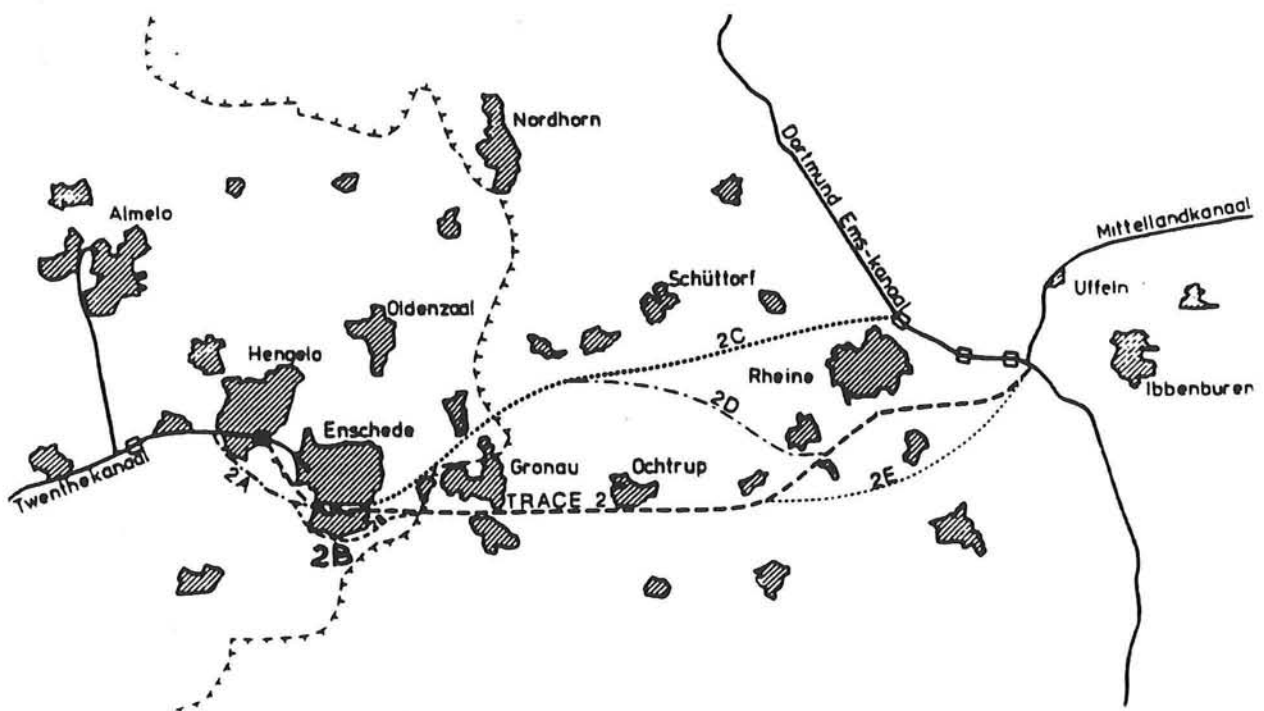 Nordhorn
Almelo
Dortmund Ems-kanaal
Mittellandkanaal
Schüttorf
Uffeln
Oldenzaal
Hengelo
2C
Rheine
Ibbenburen
2D
Enschede
Twenthekanaal
2A
Gronau
Ochtrup
TRACE 2
2E
2B